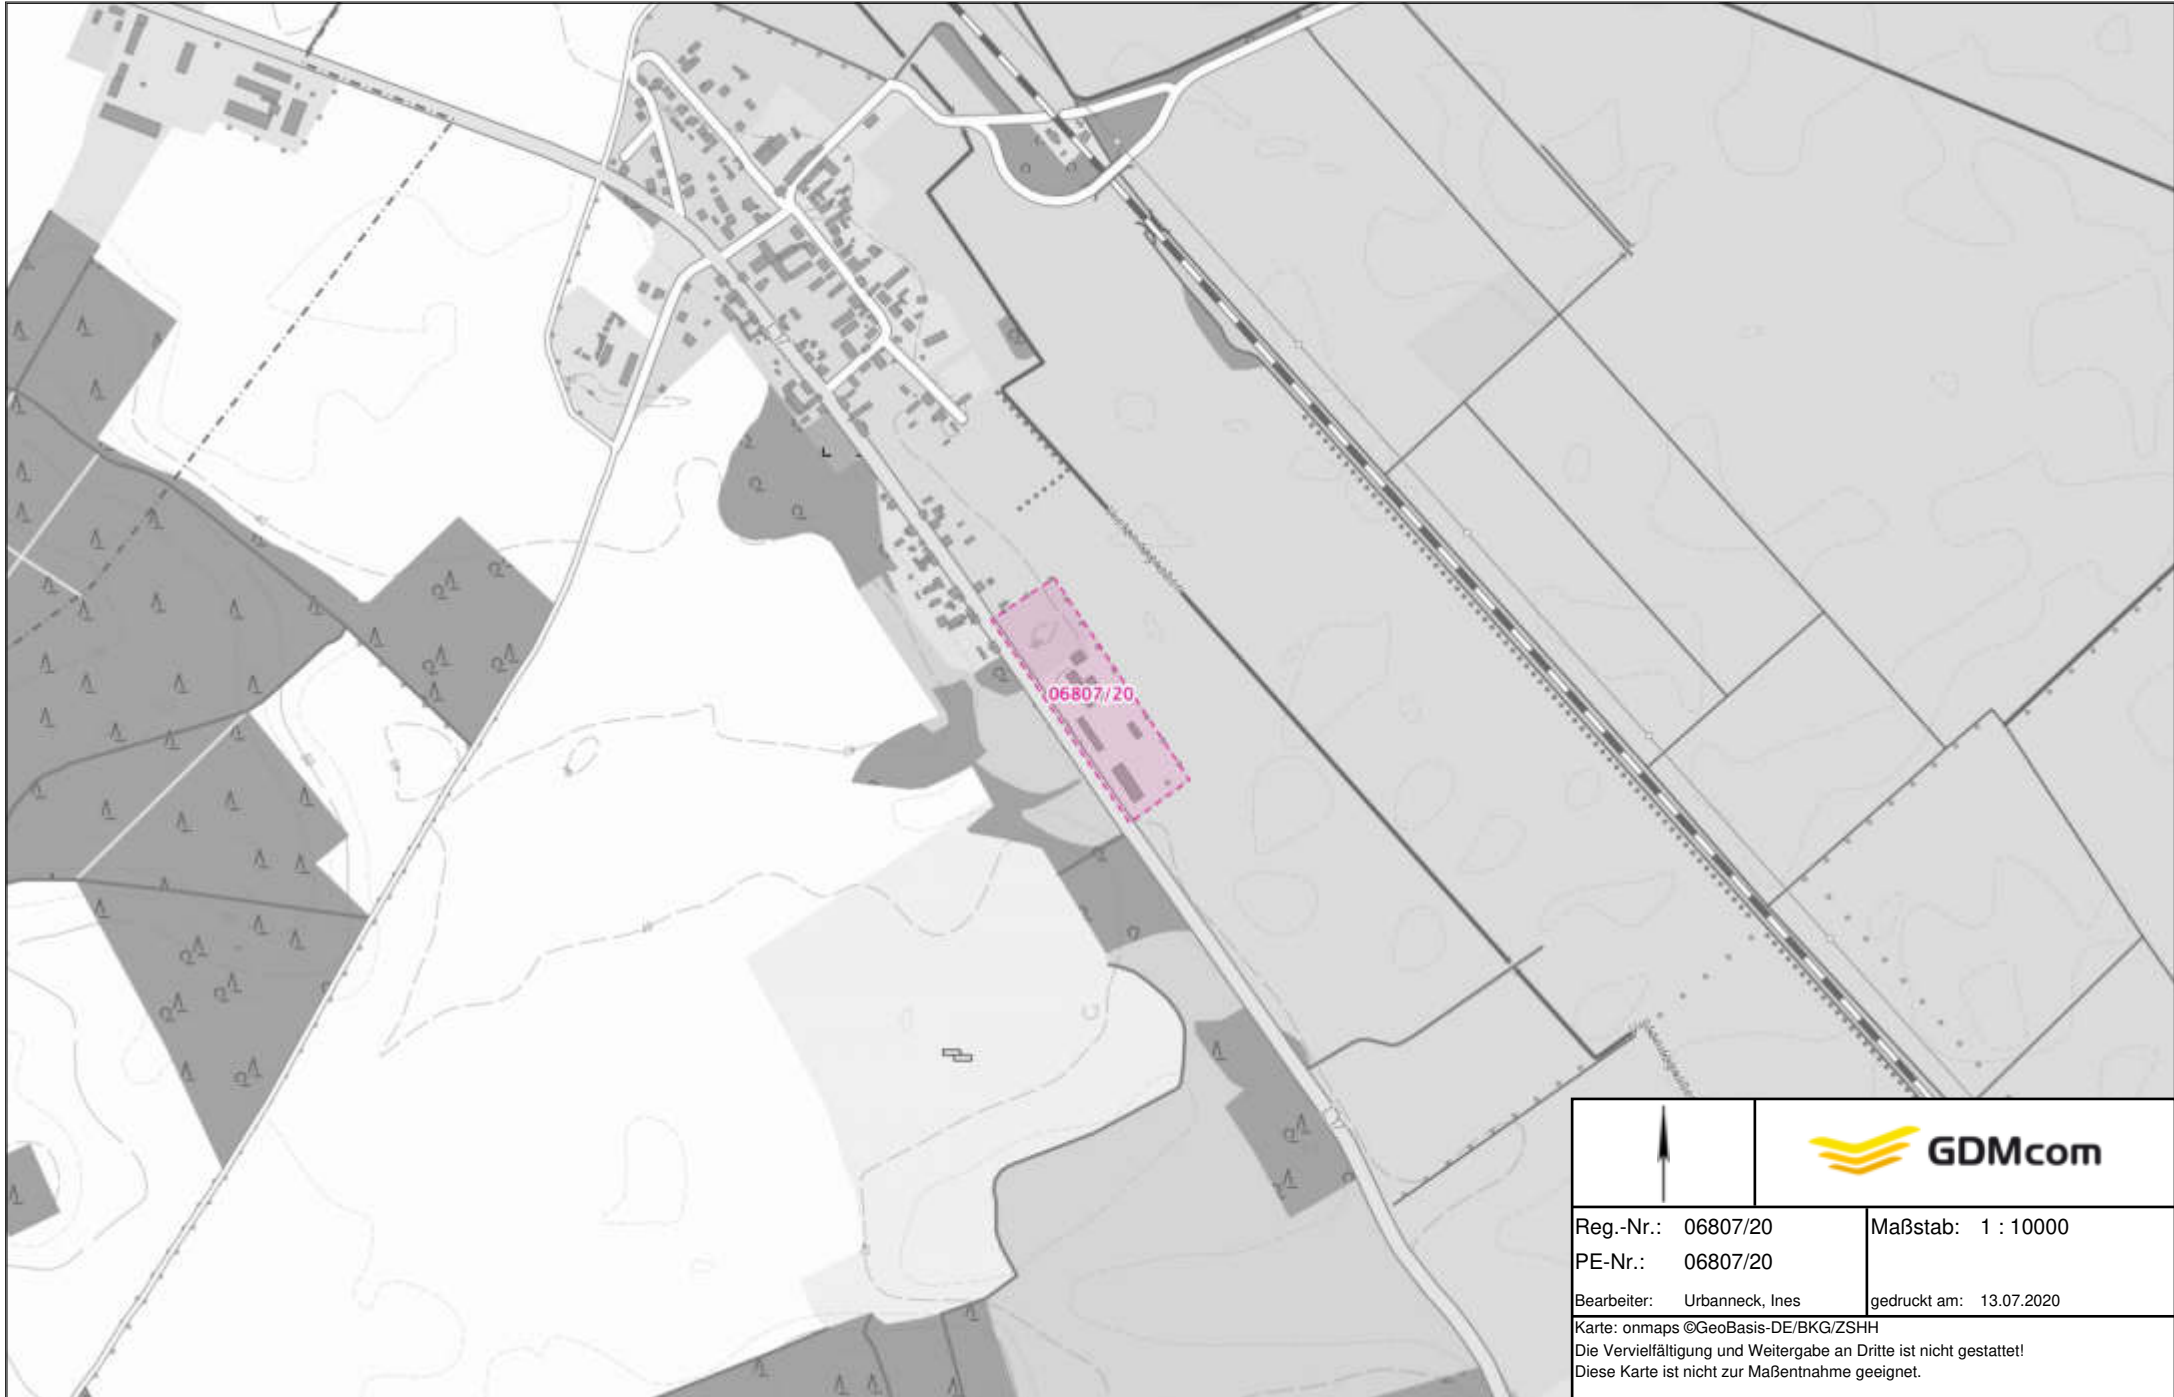 06807/20
GDMcom
Reg.-Nr.: 06807/20
Maßstab: 1 : 10000
PE-Nr.: 06807/20
Bearbeiter: Urbanneck, Ines
gedruckt am: 13.07.2020
Karte: onmaps ©GeoBasis-DE/BKG/ZSHH
Die Vervielfältigung und Weitergabe an Dritte ist nicht gestattet!
Diese Karte ist nicht zur Maßentnahme geeignet.